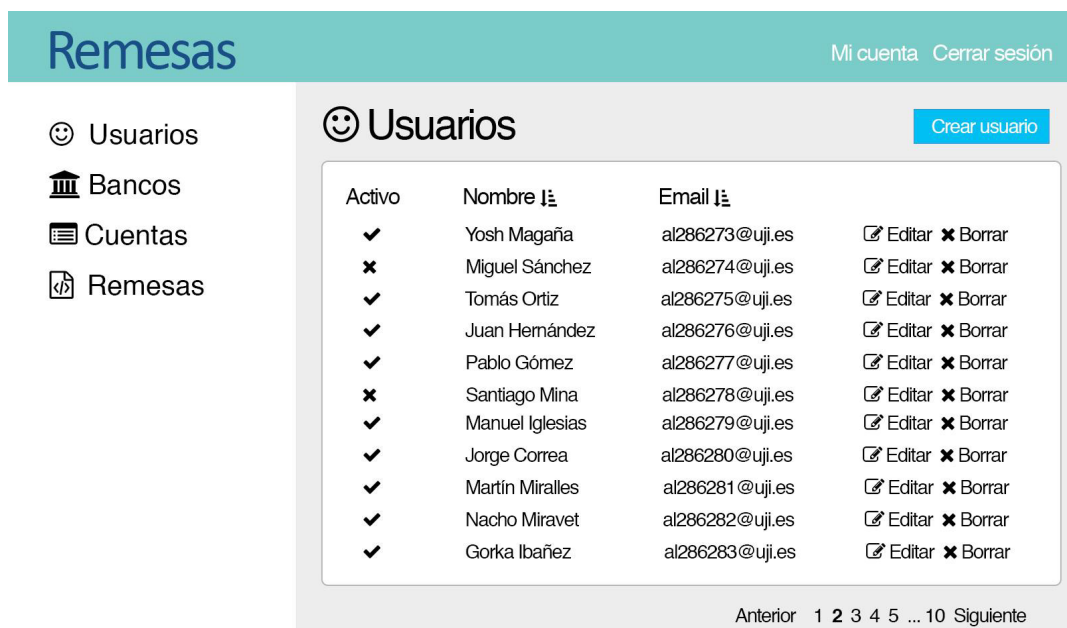 Remesas
Mi cuenta Cerrar sesión
Usuarios
Bancos
Cuentas
Remesas
Usuarios
Crear usuario
Activo Nombre Email
Yosh Magaña al286273@uji.es Editar Borrar
Miguel Sánchez al286274@uji.es Editar Borrar
Tomás Ortiz al286275@uji.es Editar Borrar
Juan Hernández al286276@uji.es Editar Borrar
Pablo Gómez al286277@uji.es Editar Borrar
Santiago Mina al286278@uji.es Editar Borrar
Manuel Iglesias al286279@uji.es Editar Borrar
Jorge Correa al286280@uji.es Editar Borrar
Martín Miralles al286281@uji.es Editar Borrar
Nacho Miravet al286282@uji.es Editar Borrar
Gorka Ibañez al286283@uji.es Editar Borrar
Anterior 1 2 3 4 5 ... 10 Siguiente